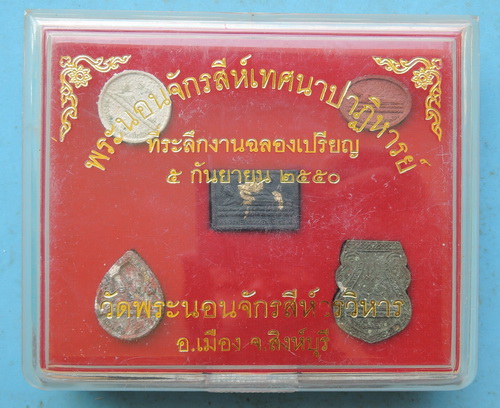 พระนอนจักรสีห์เทศนาปาฏิหารย์
ที่ระลึกงานฉลองเปรียญ
๕ กันยายน ๒๕๕๐
วัดพระนอนจักรสีห์วรวิหาร
อ.เมือง จ.สิงห์บุรี